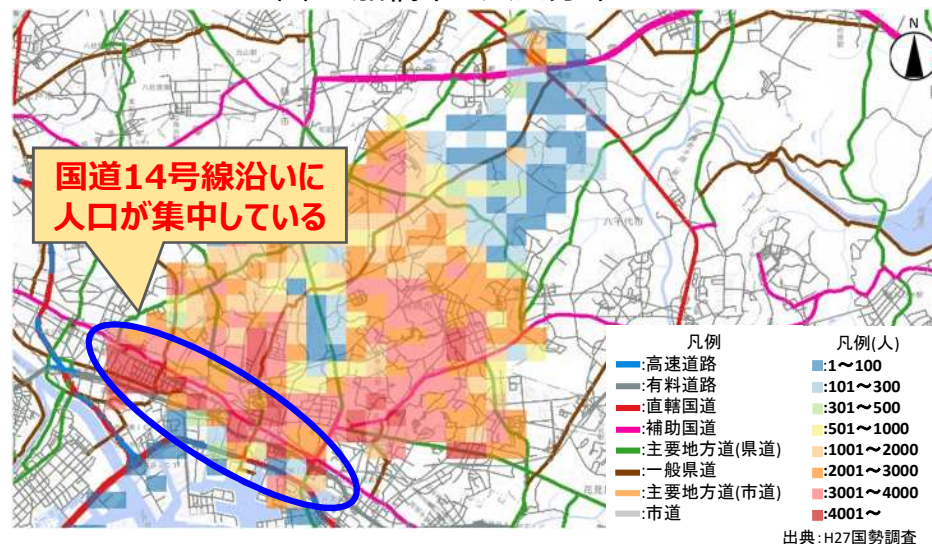 N
国道14号線沿いに
人口が集中している
八千代市
凡例
:高速道路
:有料道路
:直轄国道
:補助国道
:主要地方道(県道)
:一般県道
:主要地方道(市道)
:市道
凡例(人)
:1〜100
:101〜300
:301〜500
:501〜1000
:1001〜2000
:2001〜3000
:3001〜4000
:4001〜
出典:H27国勢調査